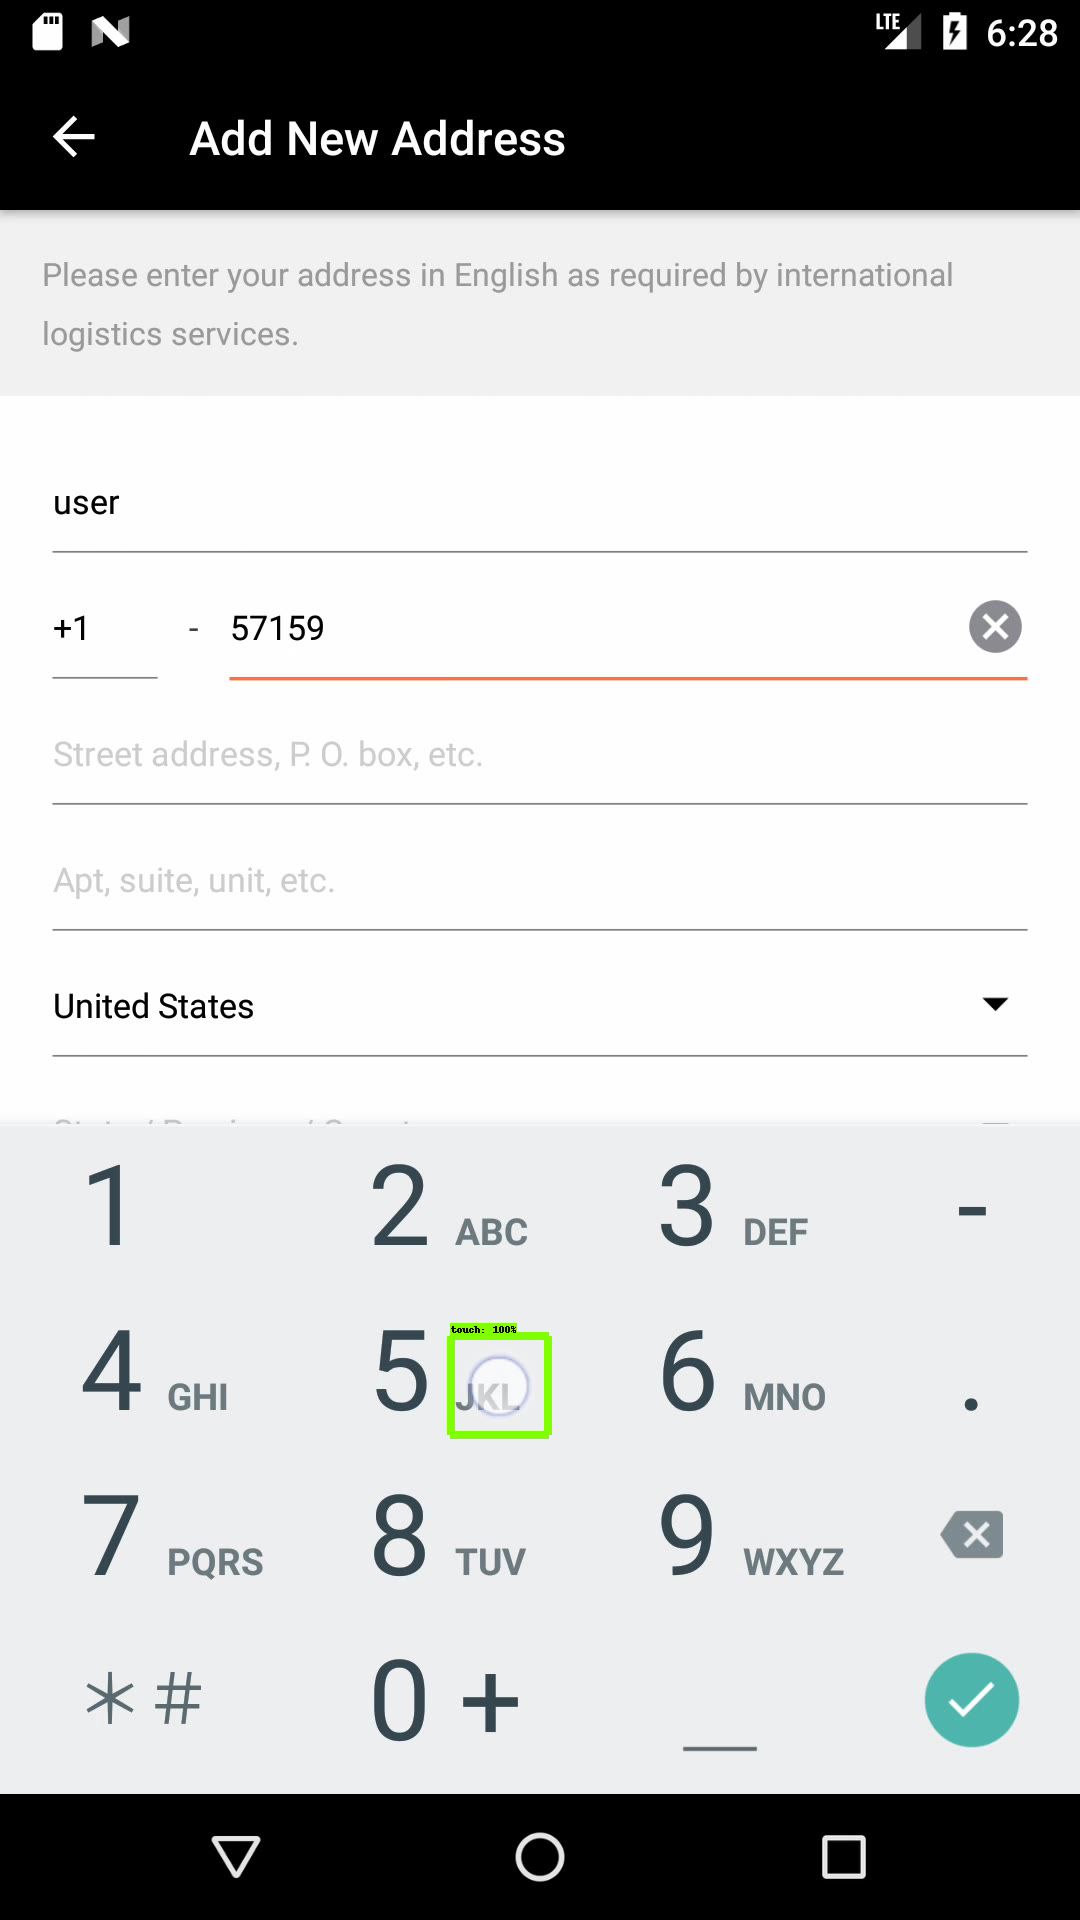 LTE 6:28
Add New Address
Please enter your address in English as required by international
logistics services.
user
+1 - 57159
Street address, P. O. box, etc.
Apt, suite, unit, etc.
United States
1 2 ABC 3 DEF -
touch: 100%
4 GHI 5 JKL 6 MNO .
7 PQRS 8 TUV 9 WXYZ
*# 0 + _